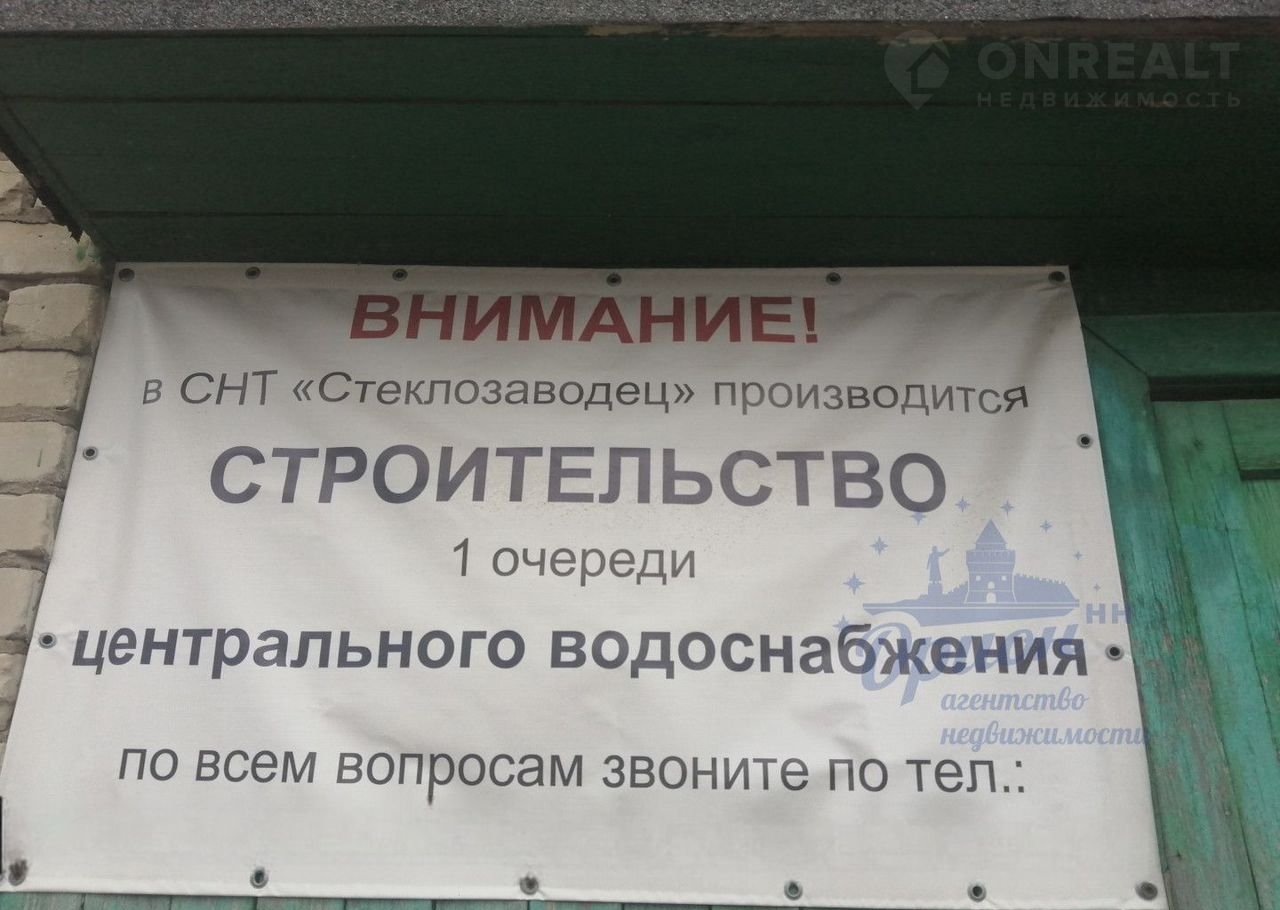 ONREALT
НЕДВИЖИМОСТЬ
ВНИМАНИЕ!
в СНТ «Стеклозаводец» производится
СТРОИТЕЛЬСТВО
1 очереди
центрального водоснабжения
НН
агентство
недвижимости
по всем вопросам звоните по тел.: